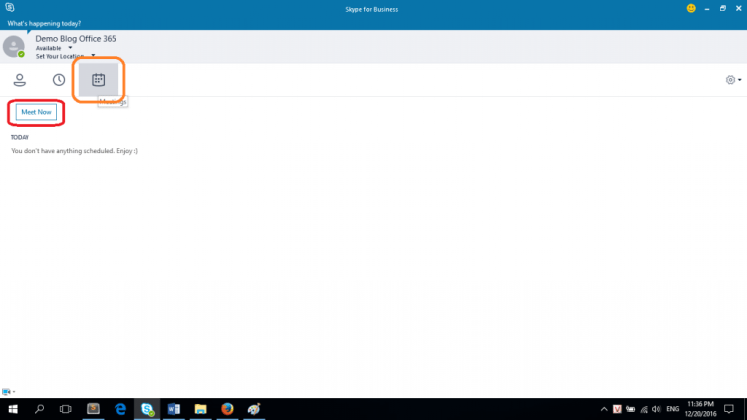 Skype for Business
What's happening today?
Demo Blog Office 365
Available
Set Your Location
Meetings
Meet Now
TODAY
You don't have anything scheduled. Enjoy :)
ENG
11:36 PM
12/20/2016